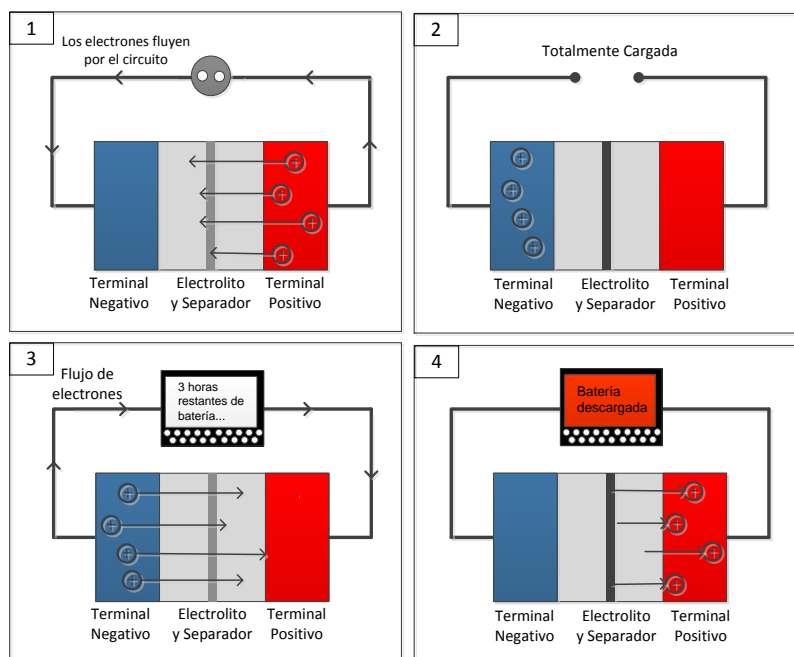 1
Los electrones fluyen
por el circuito
Terminal
Negativo
Electrolito
y Separador
Terminal
Positivo
2
Totalmente Cargada
Terminal
Negativo
Electrolito
y Separador
Terminal
Positivo
3
Flujo de
electrones
3 horas
restantes de
batería...
Terminal
Negativo
Electrolito
y Separador
Terminal
Positivo
4
Batería
descargada
Terminal
Negativo
Electrolito
y Separador
Terminal
Positivo